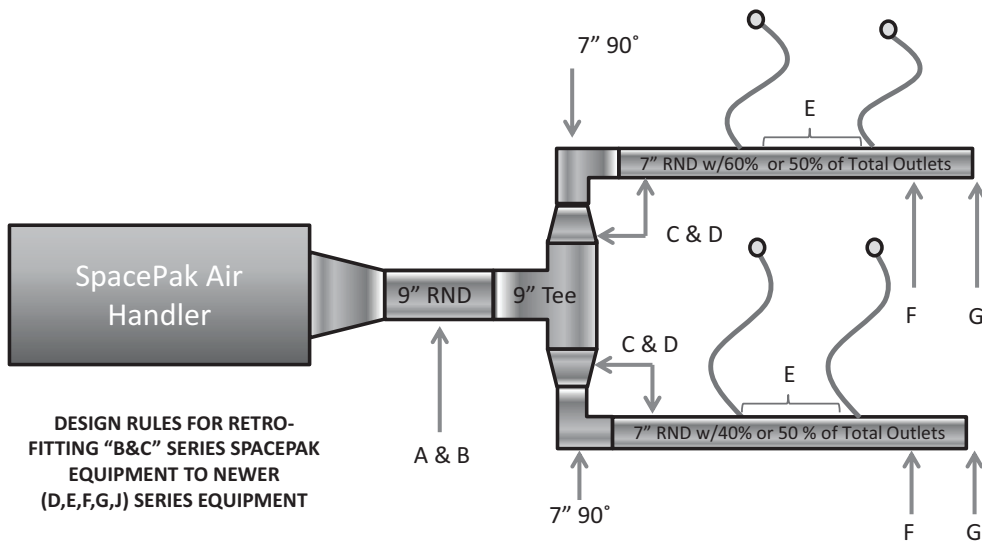 7” 90˚
E
7” RND w/60% or 50% of Total Outlets
C & D
SpacePak Air
Handler
9” RND
9” Tee
F
G
C & D
E
DESIGN RULES FOR RETRO-
FITTING “B&C” SERIES SPACEPAK
EQUIPMENT TO NEWER
(D,E,F,G,J) SERIES EQUIPMENT
A & B
7” RND w/40% or 50 % of Total Outlets
7” 90˚
F
G